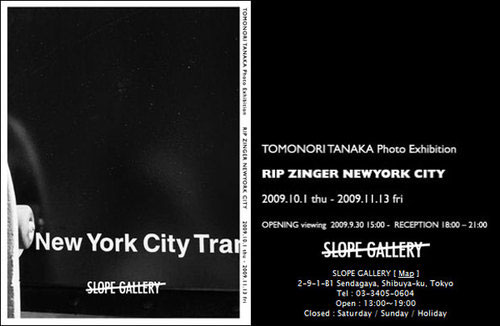 TOMONORI TANAKA Photo Exhibition   RIP ZINGER NEWYORK CITY   2009.10.1 thu - 2009.11.13 fri
New York City Tran
SLOPE GALLERY
TOMONORI TANAKA Photo Exhibition
RIP ZINGER NEWYORK CITY
2009.10.1 thu - 2009.11.13 fri
OPENING viewing 2009.9.30 15:00 - RECEPTION 18:00 – 21:00
SLOPE GALLERY
SLOPE GALLERY [ Map ]
2-9-1-B1 Sendagaya, Shibuya-ku, Tokyo
Tel : 03-3405-0604
Open : 13:00~19:00
Closed : Saturday / Sunday / Holiday